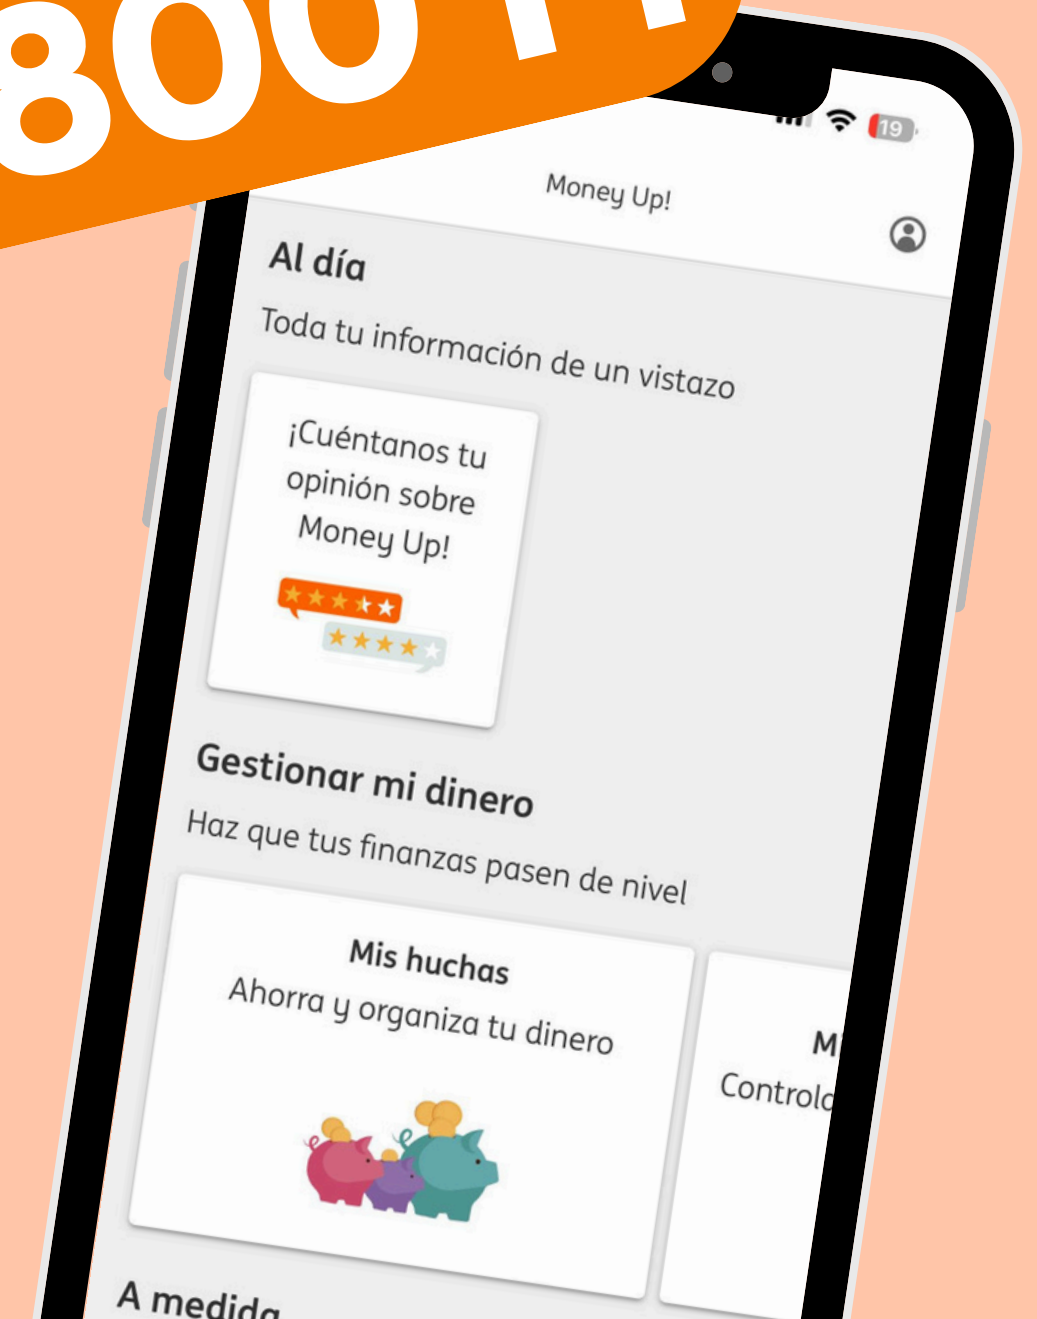 800
19
Money Up!
Al día
Toda tu información de un vistazo
¡Cuéntanos tu
opinión sobre
Money Up!
Gestionar mi dinero
Haz que tus finanzas pasen de nivel
Mis huchas
Ahorra y organiza tu dinero
A medida